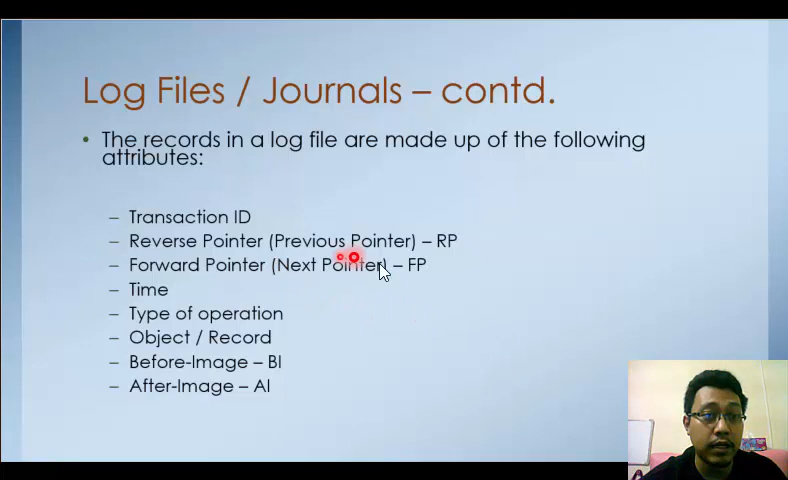 Log Files / Journals – contd.
• The records in a log file are made up of the following
attributes:
– Transaction ID
– Reverse Pointer (Previous Pointer) – RP
– Forward Pointer (Next Pointer) – FP
– Time
– Type of operation
– Object / Record
– Before-Image – BI
– After-Image – AI